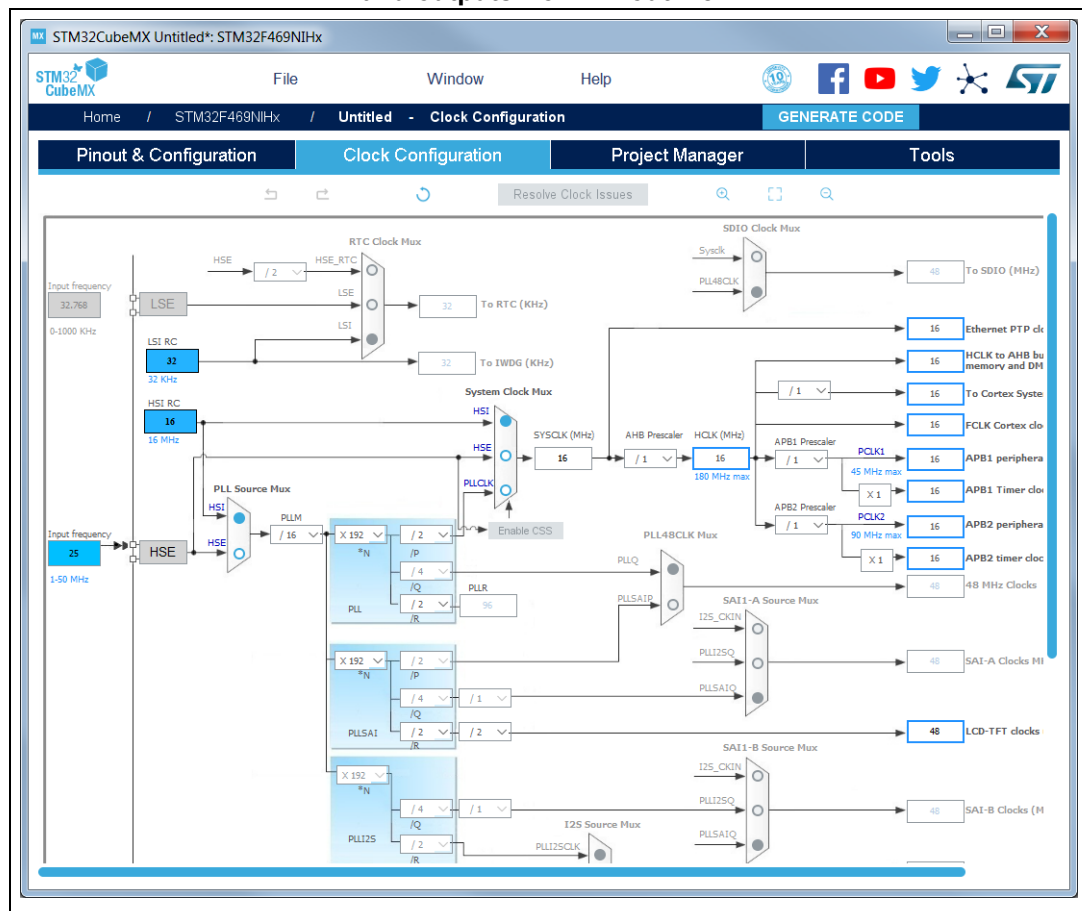 MX STM32CubeMX Untitled*: STM32F469NIHx
STM32 CubeMX
File Window Help
10
ST
Home / STM32F469NIHx / Untitled - Clock Configuration
GENERATE CODE
Pinout & Configuration
Clock Configuration
Project Manager
Tools
Resolve Clock Issues
RTC Clock Mux
HSE
/ 2
HSE_RTC
Input frequency
32.768
0-1000 KHz
LSE
LSE
LSI
32
To RTC (KHz)
LSI RC
32
32 KHz
32
To IWDG (KHz)
HSI RC
16
16 MHz
System Clock Mux
HSI
HSE
PLLCLK
SYSCLK (MHz)
16
AHB Prescaler
/ 1
HCLK (MHz)
16
180 MHz max
Enable CSS
SDIO Clock Mux
Sysclk
PLL48CLK
48
To SDIO (MHz)
16
Ethernet PTP clo
16
HCLK to AHB bu
memory and DM
/ 1
16
To Cortex Syste
16
FCLK Cortex clo
APB1 Prescaler
/ 1
PCLK1
45 MHz max
16
APB1 periphera
X 1
16
APB1 Timer clo
APB2 Prescaler
/ 1
PCLK2
90 MHz max
16
APB2 periphera
X 1
16
APB2 timer cloc
PLL Source Mux
HSI
HSE
Input frequency
25
1-50 MHz
HSE
PLLM
/ 16
X 192
*N
/ 2
/P
/ 4
/Q
/ 2
/R
PLL
PLLR
96
PLL48CLK Mux
PLLQ
PLLSAIP
48
48 MHz Clocks
X 192
*N
/ 2
/P
/ 4
/Q
/ 1
/ 2
/R
/ 2
PLLSAI
SAI1-A Source Mux
I2S_CKIN
PLLI2SQ
PLLSAIQ
48
SAI-A Clocks MI
48
LCD-TFT clocks
X 192
*N
/ 4
/Q
/ 1
/ 2
/R
PLLI2S
SAI1-B Source Mux
I2S_CKIN
PLLI2SQ
PLLSAIQ
48
SAI-B Clocks (M
I2S Source Mux
PLLI2SCLK